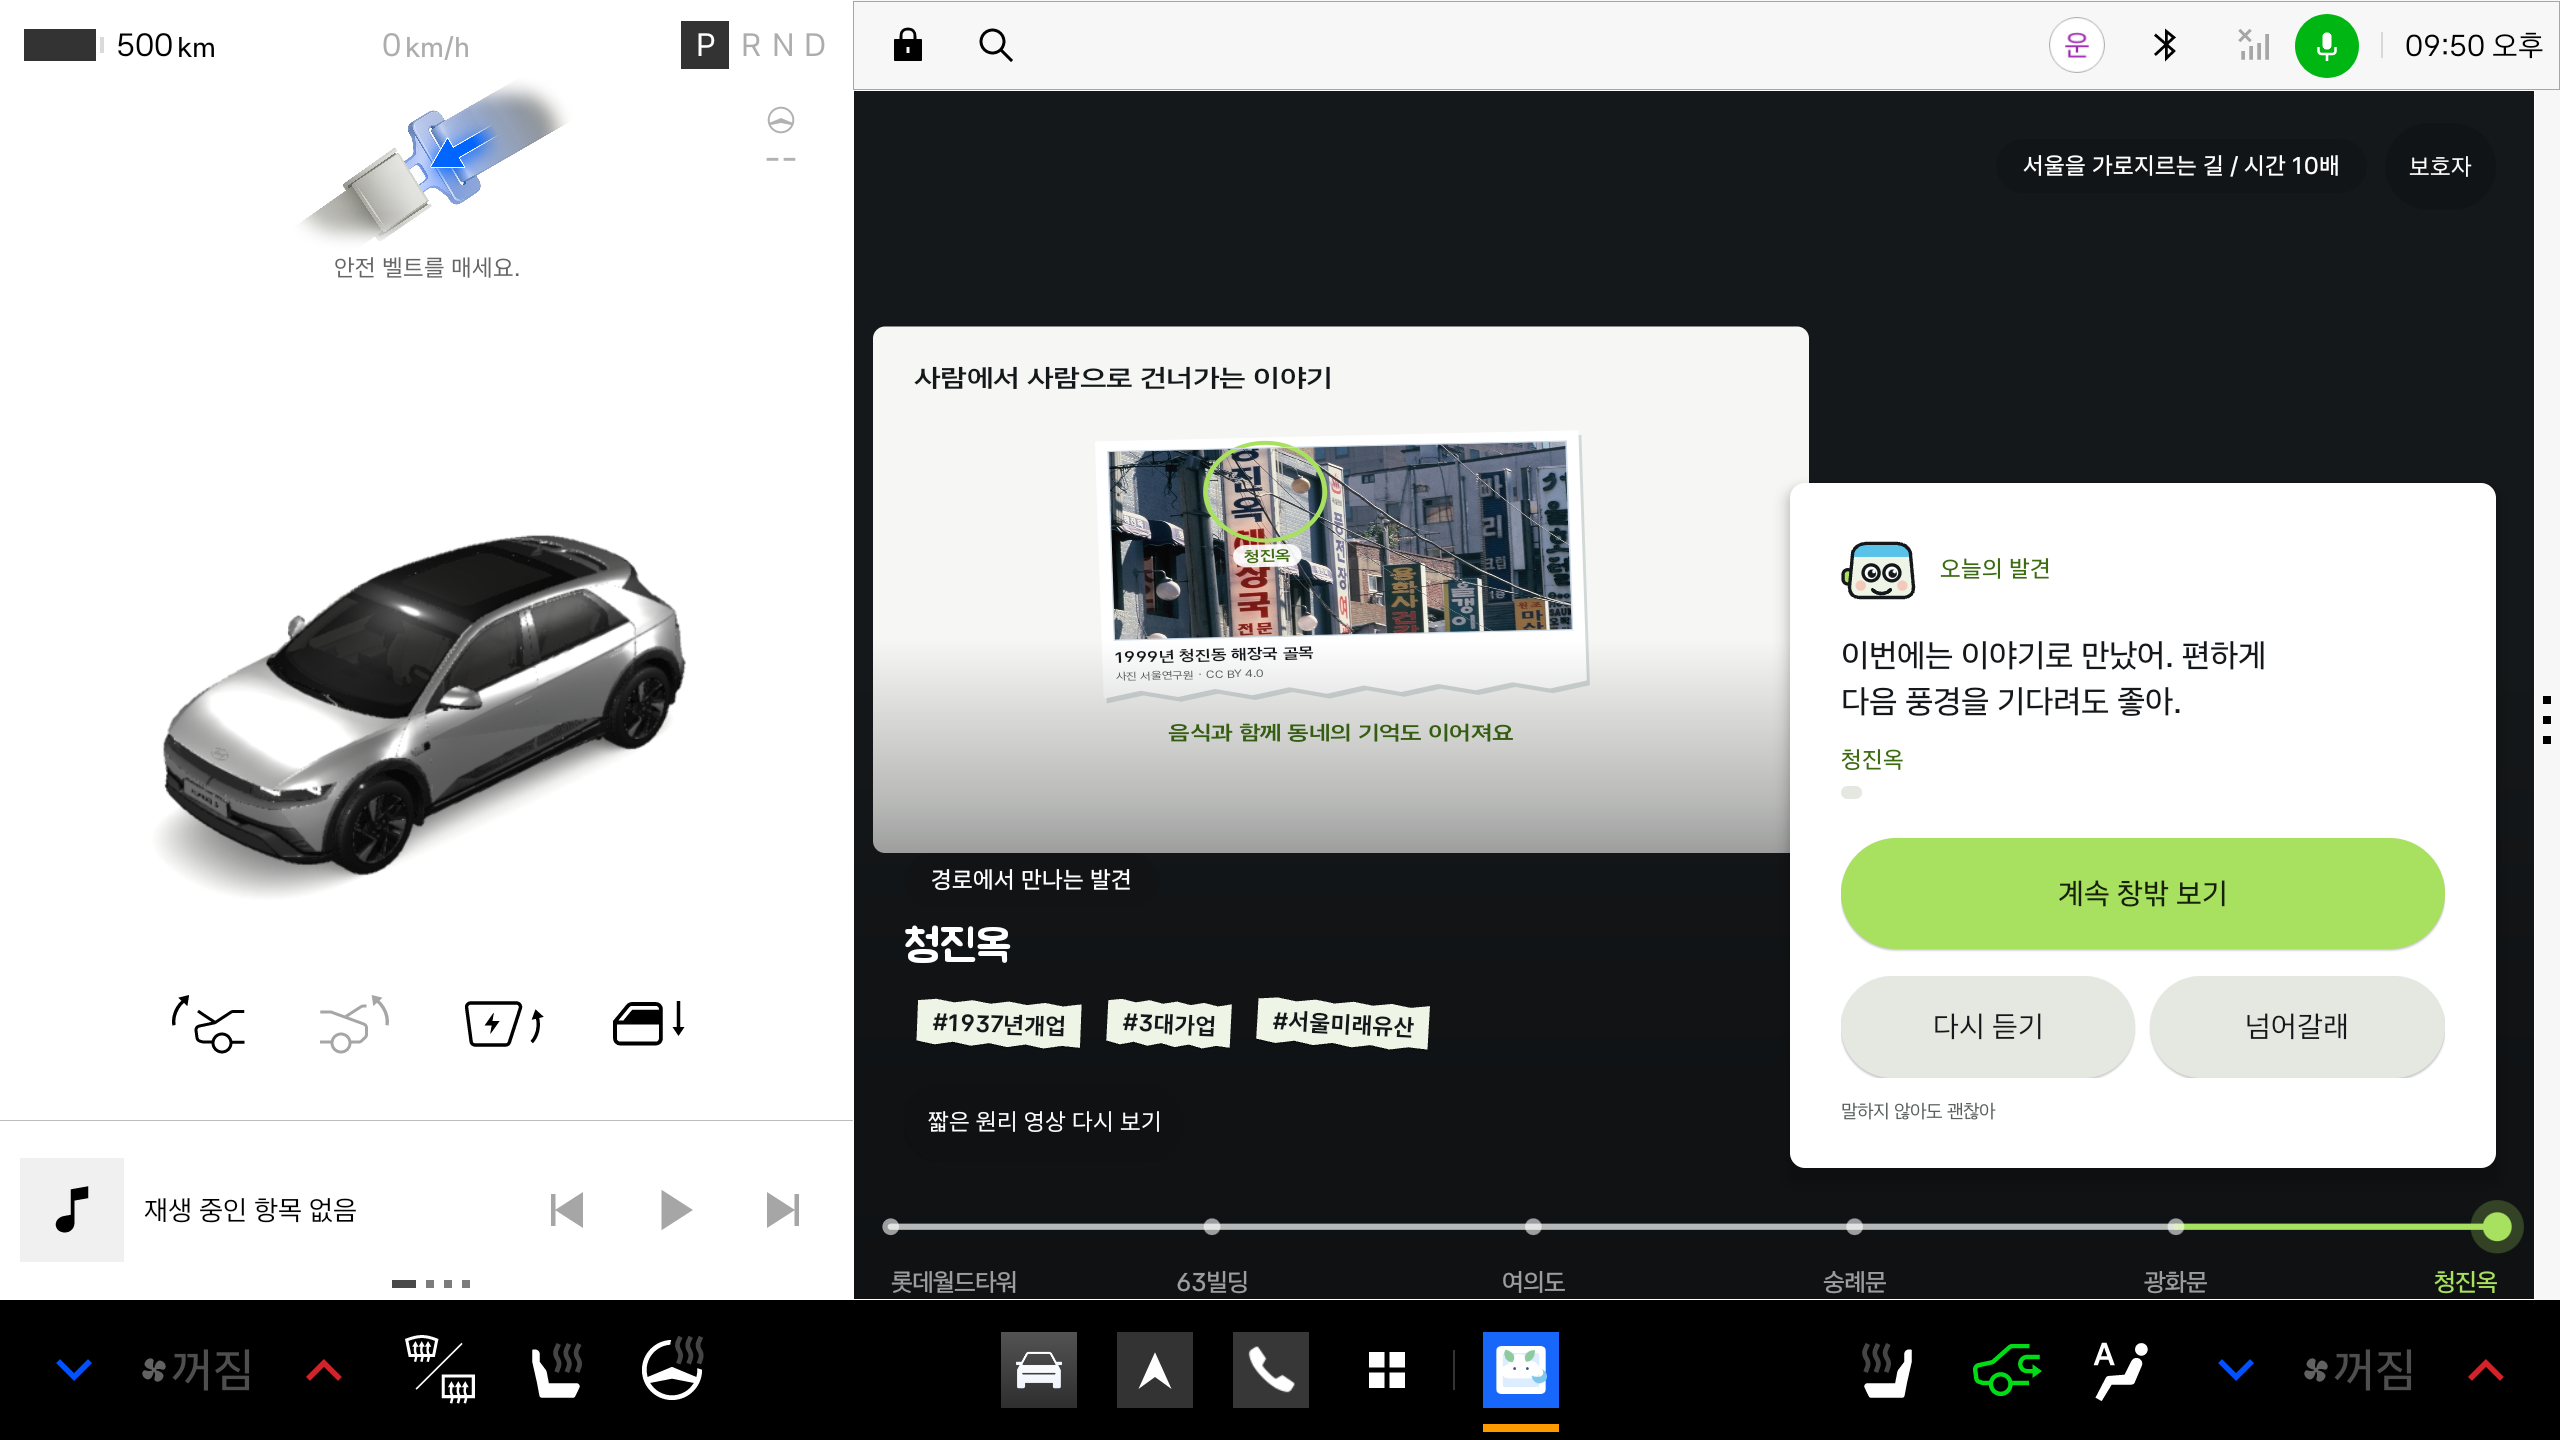 500 km
0 km/h
P R N D
안전 벨트를 매세요.
재생 중인 항목 없음
운
09:50 오후
서울을 가로지르는 길 / 시간 10배
보호자
사람에서 사람으로 건너가는 이야기
청진옥
해장국
전문
청진옥
1999년 청진동 해장국 골목
사진 서울연구원 · CC BY 4.0
음식과 함께 동네의 기억도 이어져요
경로에서 만나는 발견
청진옥
#1937년개업
#3대가업
#서울미래유산
짧은 원리 영상 다시 보기
오늘의 발견
이번에는 이야기로 만났어. 편하게
다음 풍경을 기다려도 좋아.
청진옥
계속 창밖 보기
다시 듣기
넘어갈래
말하지 않아도 괜찮아
롯데월드타워
63빌딩
여의도
숭례문
광화문
청진옥
꺼짐
A
꺼짐